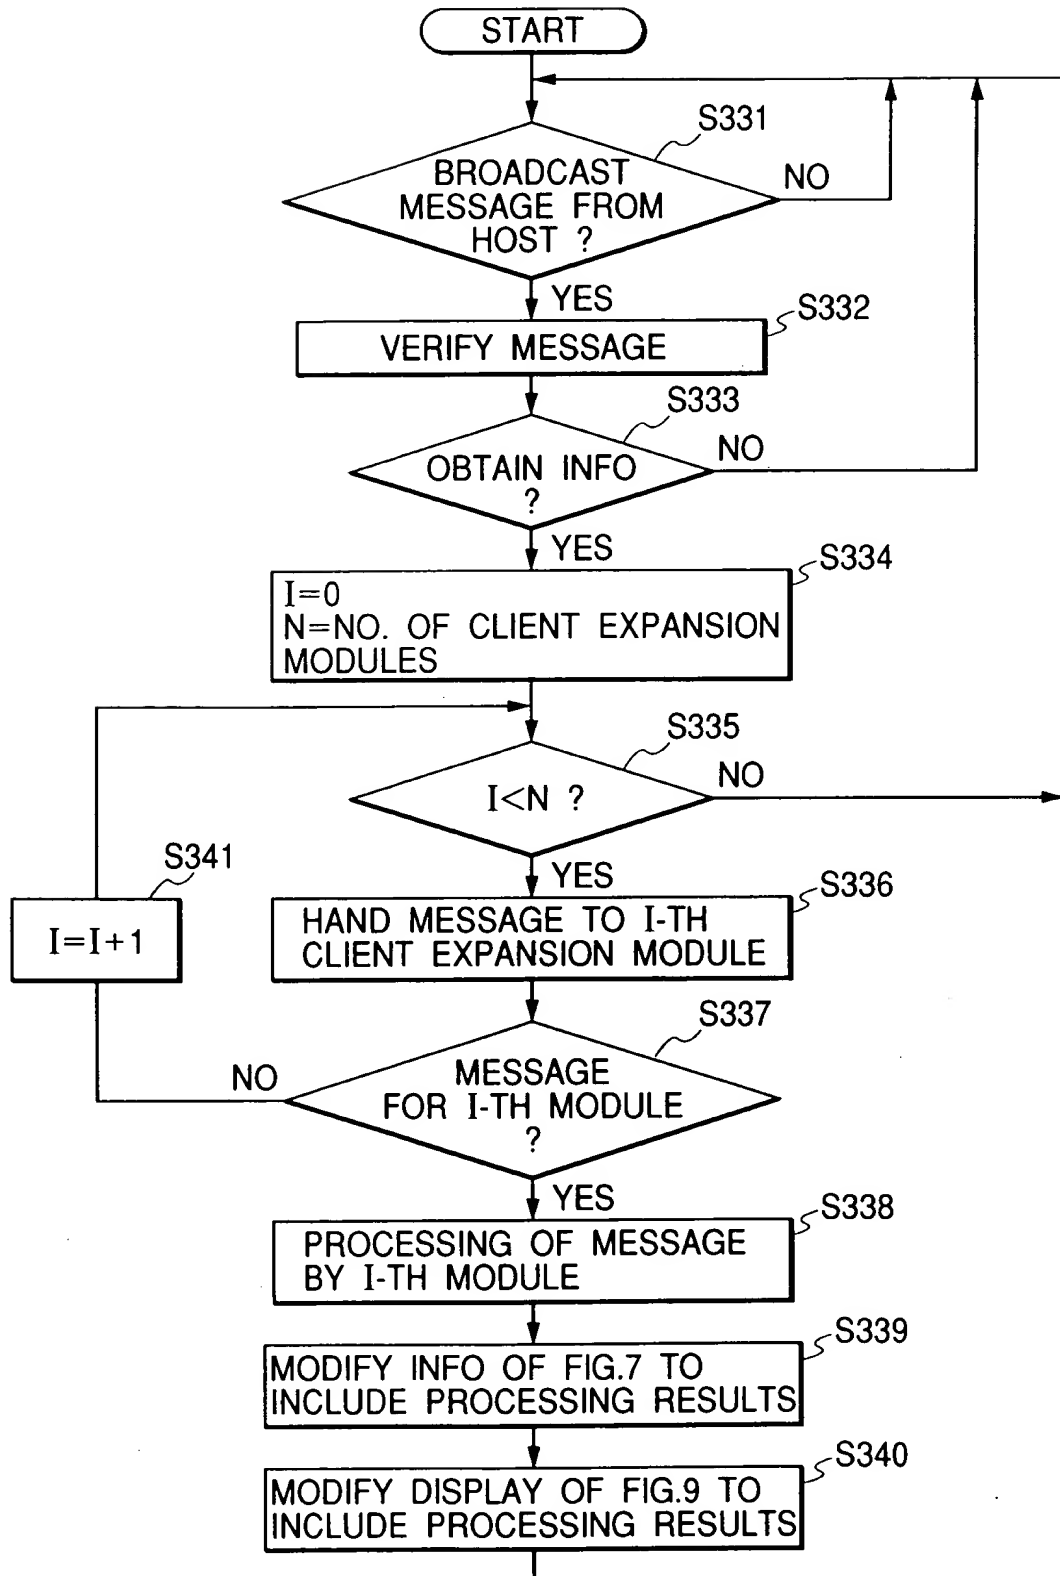 START
S331
BROADCAST
MESSAGE FROM
HOST ?
NO
YES
S332
VERIFY MESSAGE
S333
OBTAIN INFO
?
NO
YES
S334
I=0
N=NO. OF CLIENT EXPANSION
MODULES
S335
I<N ?
NO
YES
S341
I=I+1
S336
HAND MESSAGE TO I-TH
CLIENT EXPANSION MODULE
S337
MESSAGE
FOR I-TH MODULE
?
NO
YES
S338
PROCESSING OF MESSAGE
BY I-TH MODULE
S339
MODIFY INFO OF FIG.7 TO
INCLUDE PROCESSING RESULTS
S340
MODIFY DISPLAY OF FIG.9 TO
INCLUDE PROCESSING RESULTS